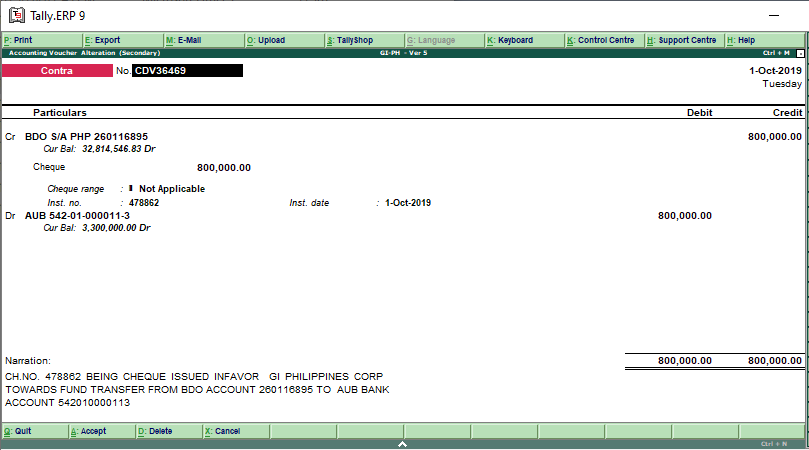 Tally.ERP 9
P: Print E: Export M: E-Mail O: Upload S: TallyShop G: Language K: Keyboard K: Control Centre H: Support Centre H: Help
Accounting Voucher Alteration (Secondary) GI-PH - Ver 5 Ctrl + M
Contra No. CDV36469 1-Oct-2019
Tuesday
Particulars Debit Credit
Cr BDO S/A PHP 260116895 800,000.00
Cur Bal: 32,814,546.83 Dr
Cheque 800,000.00
Cheque range : Not Applicable
Inst. no. : 478862 Inst. date : 1-Oct-2019
Dr AUB 542-01-000011-3 800,000.00
Cur Bal: 3,300,000.00 Dr
Narration: 800,000.00 800,000.00
CH.NO. 478862 BEING CHEQUE ISSUED INFAVOR GI PHILIPPINES CORP
TOWARDS FUND TRANSFER FROM BDO ACCOUNT 260116895 TO AUB BANK
ACCOUNT 542010000113
Q: Quit A: Accept D: Delete X: Cancel
Ctrl + N